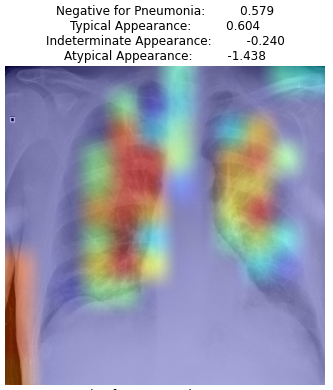 Negative for Pneumonia: 0.579
Typical Appearance: 0.604
Indeterminate Appearance: -0.240
Atypical Appearance: -1.438